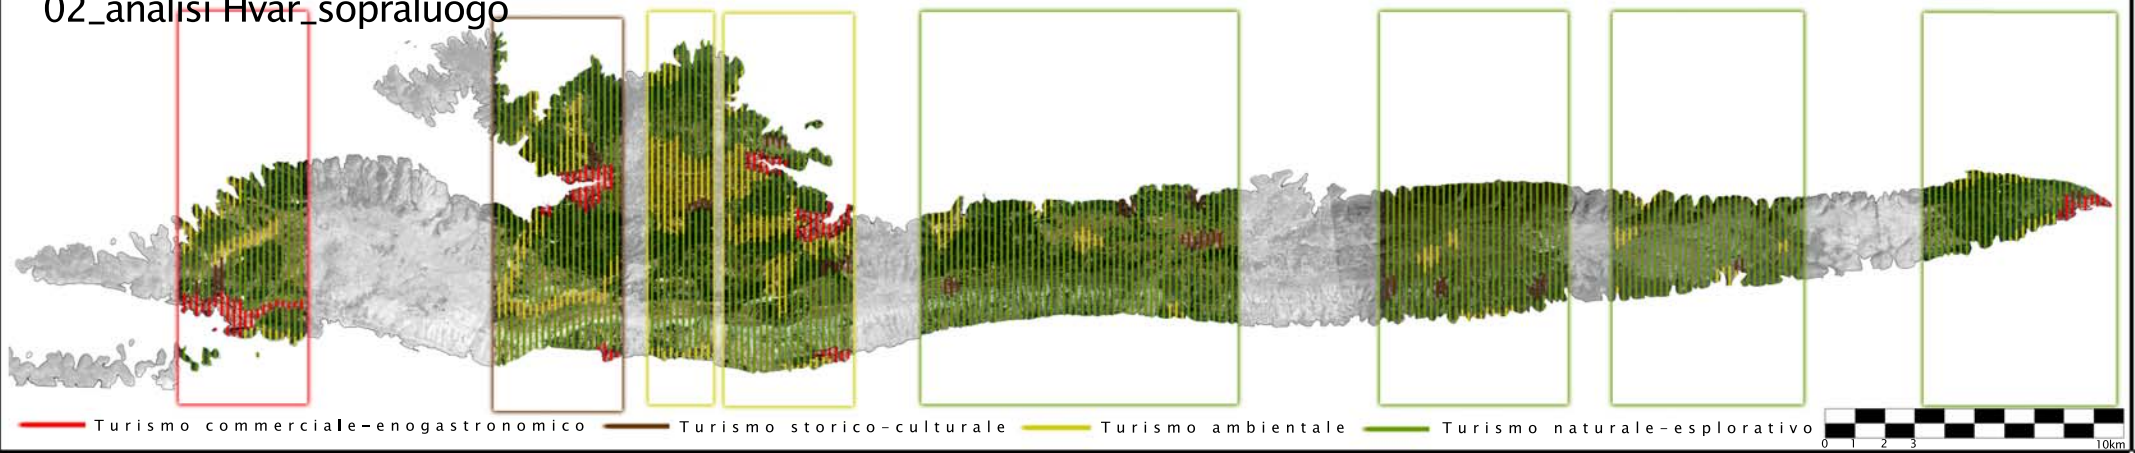 02_analisi Hvar_sopraluogo
Turismo commerciale-enogastronomico Turismo storico-culturale Turismo ambientale Turismo naturale-esplorativo
0 1 2 3 10km